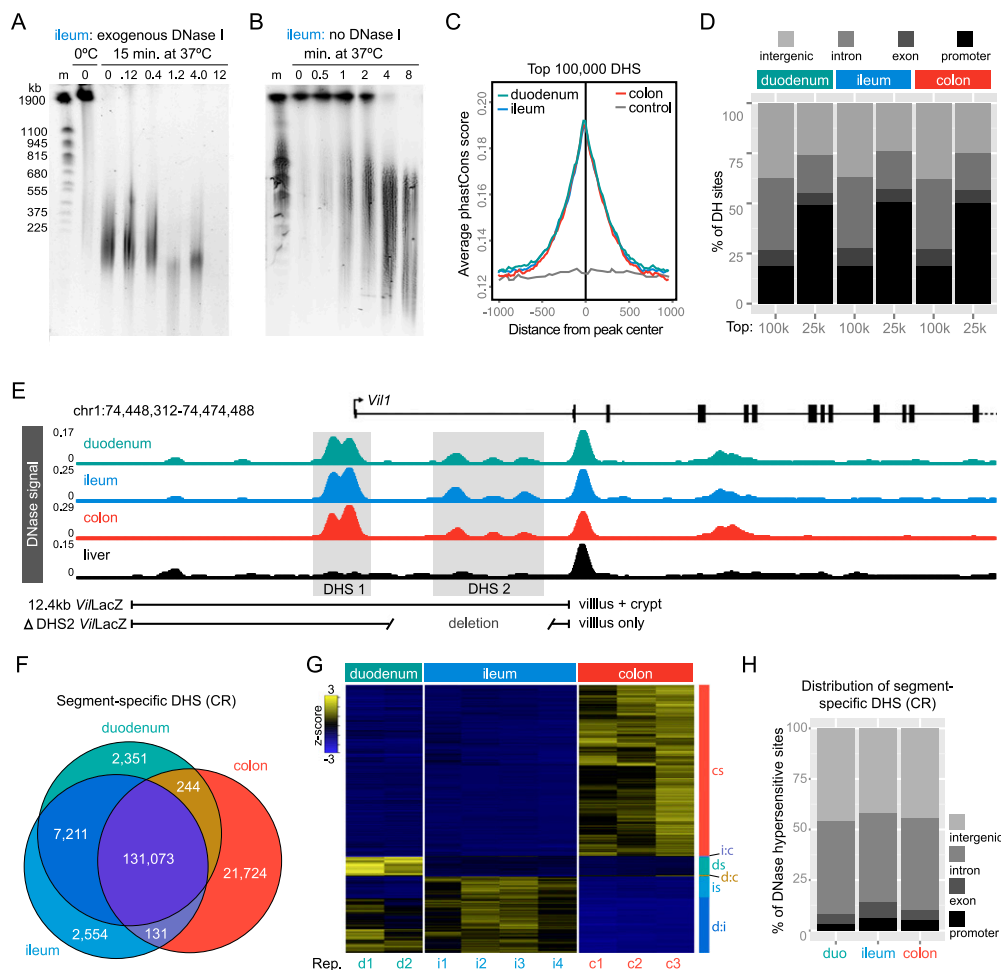 A
ileum: exogenous DNase I
0ºC 15 min. at 37ºC
m 0 0 .12 0.4 1.2 4.0 12
kb
1900
1100
945
815
680
555
375
225
B
ileum: no DNase I
min. at 37ºC
m 0 0.5 1 2 4 8
C
Top 100,000 DHS
duodenum
ileum
colon
control
Average phastCons score
0.20
0.18
0.16
0.14
0.12
-1000 -500 0 500 1000
Distance from peak center
D
intergenic
intron
exon
promoter
duodenum ileum colon
% of DH sites
100
75
50
25
0
Top: 100k 25k 100k 25k 100k 25k
E
chr1:74,448,312-74,474,488
Vil1
DNase signal
0.17
duodenum
0
0.25
ileum
0
0.29
colon
0
0.15
liver
0
DHS 1 DHS 2
12.4kb VilLacZ villlus + crypt
Δ DHS2 VilLacZ deletion villlus only
F
Segment-specific DHS (CR)
duodenum
2,351
colon
244
7,211
131,073
21,724
2,554
131
ileum
G
duodenum ileum colon
3
z-score
-3
cs
i:c
ds
d:c
is
d:i
Rep. d1 d2 i1 i2 i3 i4 c1 c2 c3
H
Distribution of segment-
specific DHS (CR)
% of DNase hypersensitive sites
100
75
50
25
0
intergenic
intron
exon
promoter
duo ileum colon